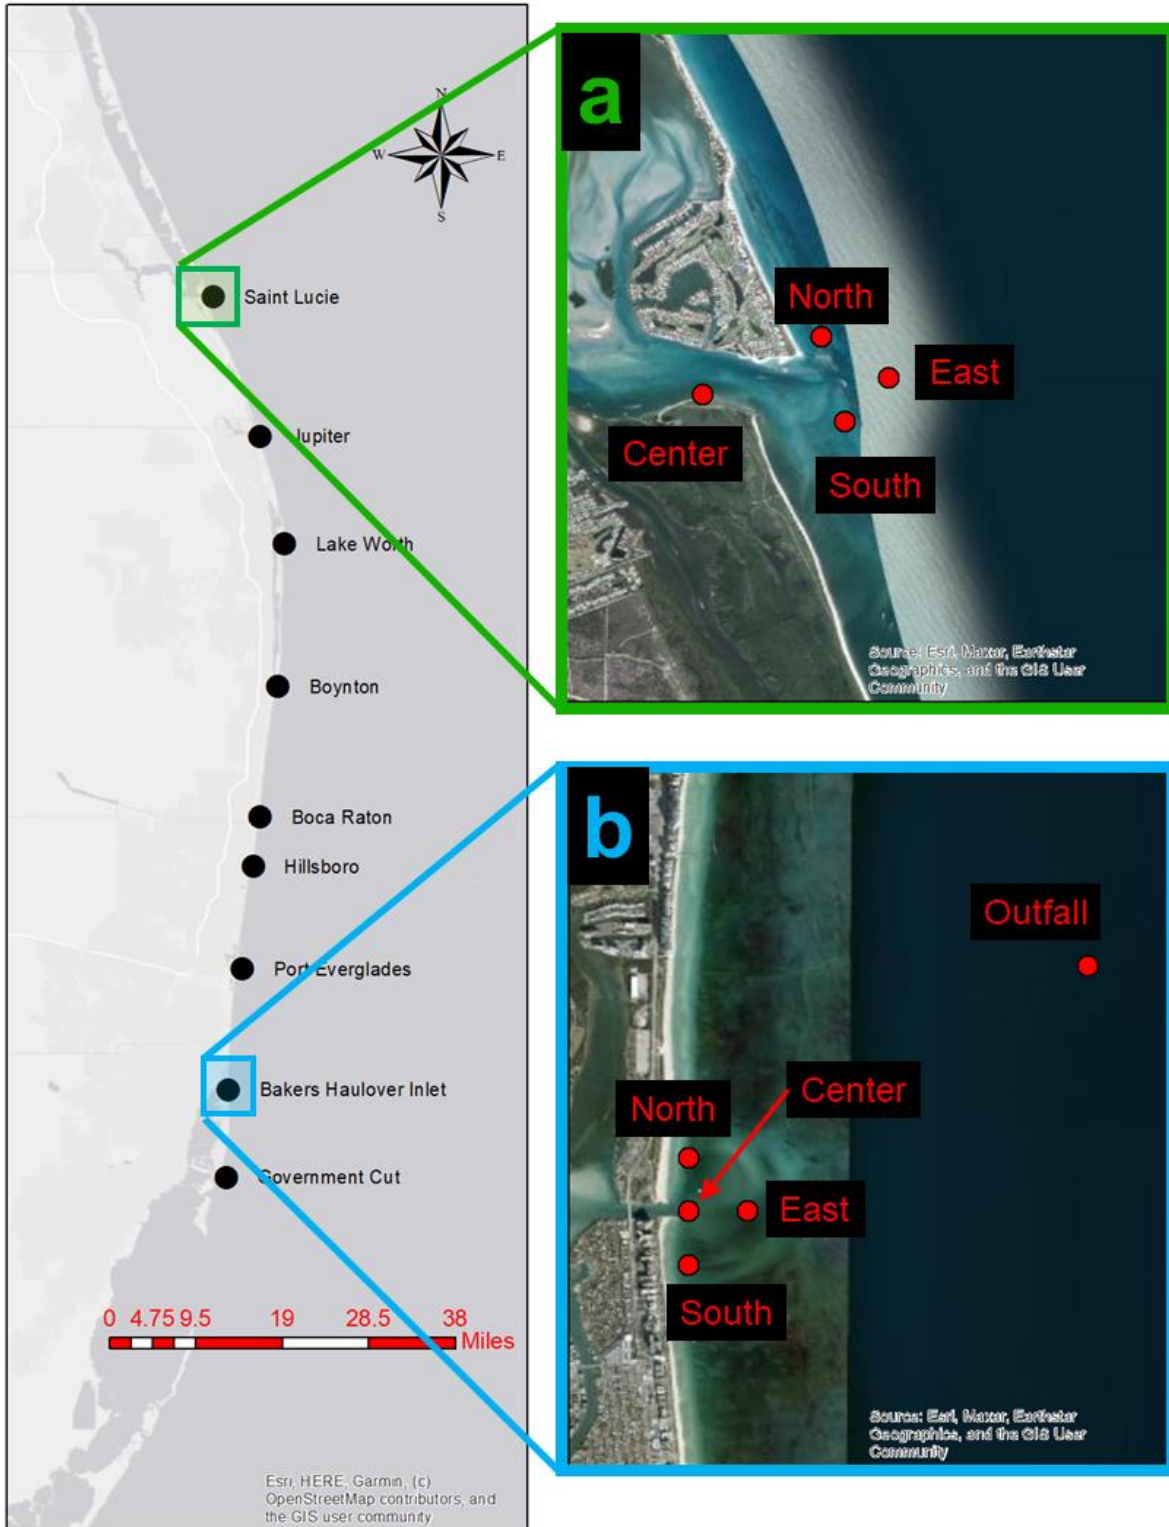 N
W
E
S
Saint Lucie
Jupiter
Lake Worth
Boynton
Boca Raton
Hillsboro
Port Everglades
Bakers Haulover Inlet
Government Cut
0 4.75 9.5 19 28.5 38
Miles
Esri, HERE, Garmin, (c)
OpenStreetMap contributors, and
the GIS user community
a
North
East
Center
South
Source: Esri, Maxar, Earthstar
Geographics, and the GIS User
Community
b
Outfall
Center
North
East
South
Source: Esri, Maxar, Earthstar
Geographics, and the GIS User
Community